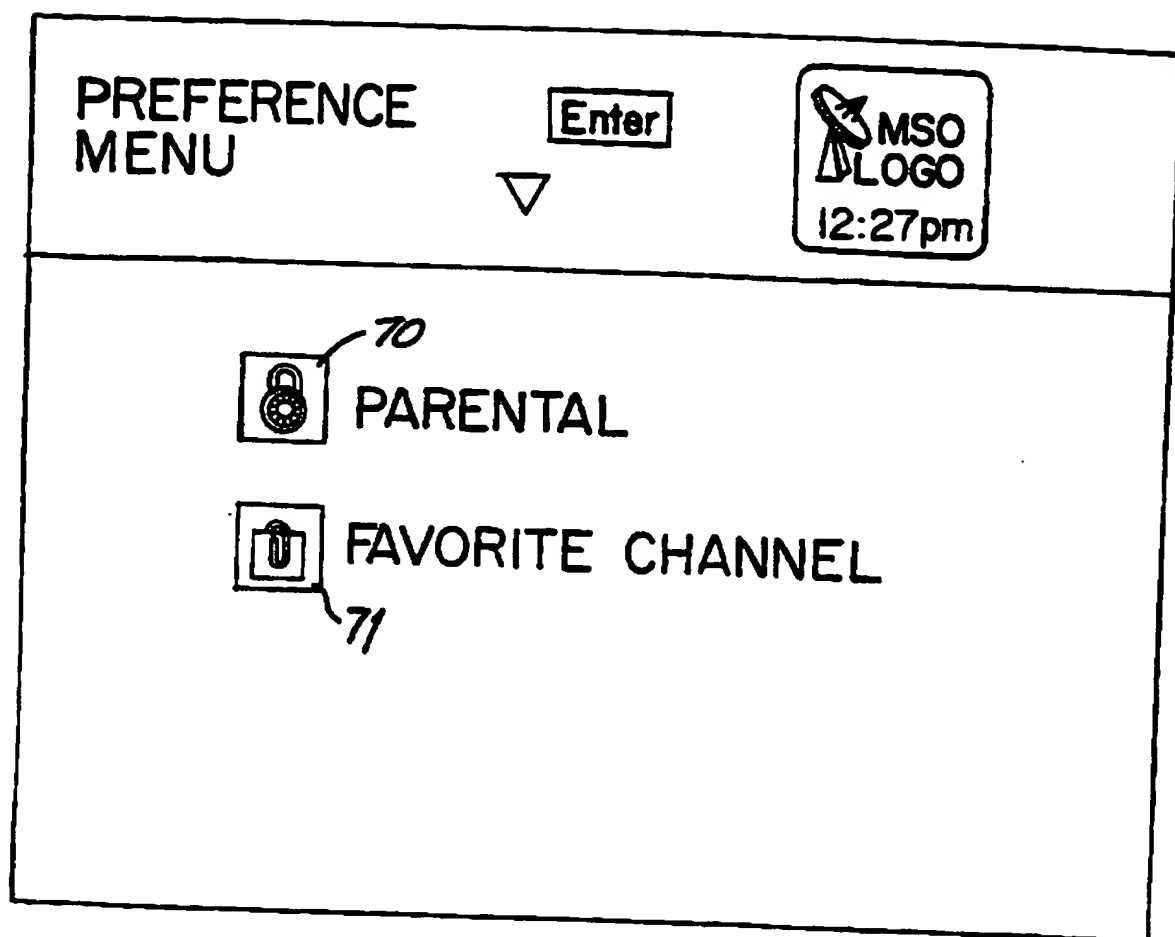 PREFERENCE
MENU
Enter
MSO
LOGO
12:27pm
70
PARENTAL
FAVORITE CHANNEL
71